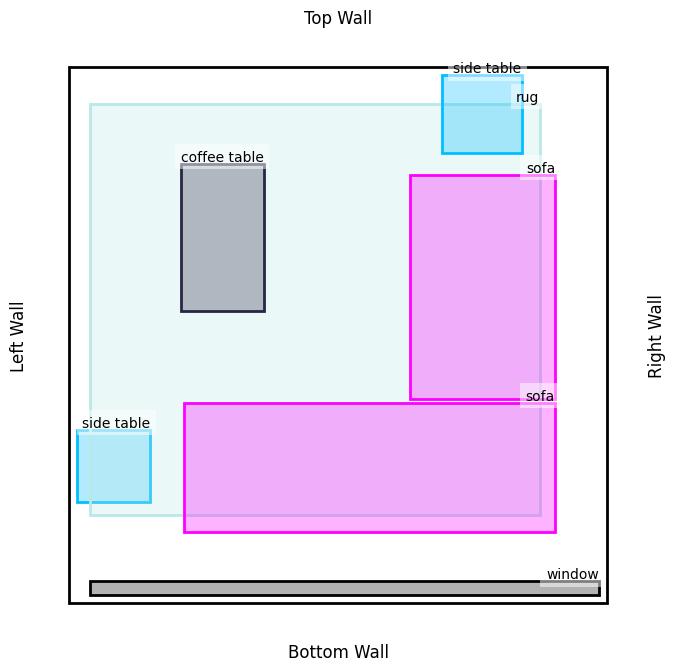 Top Wall
side table
rug
coffee table
sofa
Left Wall
Right Wall
sofa
side table
window
Bottom Wall